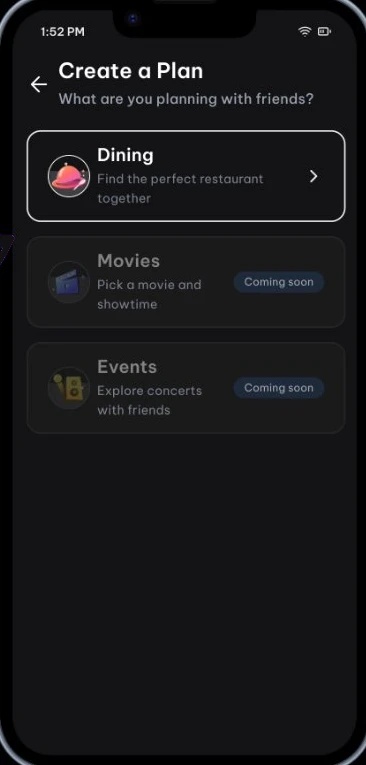 1:52 PM
Create a Plan
What are you planning with friends?
Dining
Find the perfect restaurant
together
Movies
Pick a movie and
showtime
Coming soon
Events
Explore concerts
with friends
Coming soon